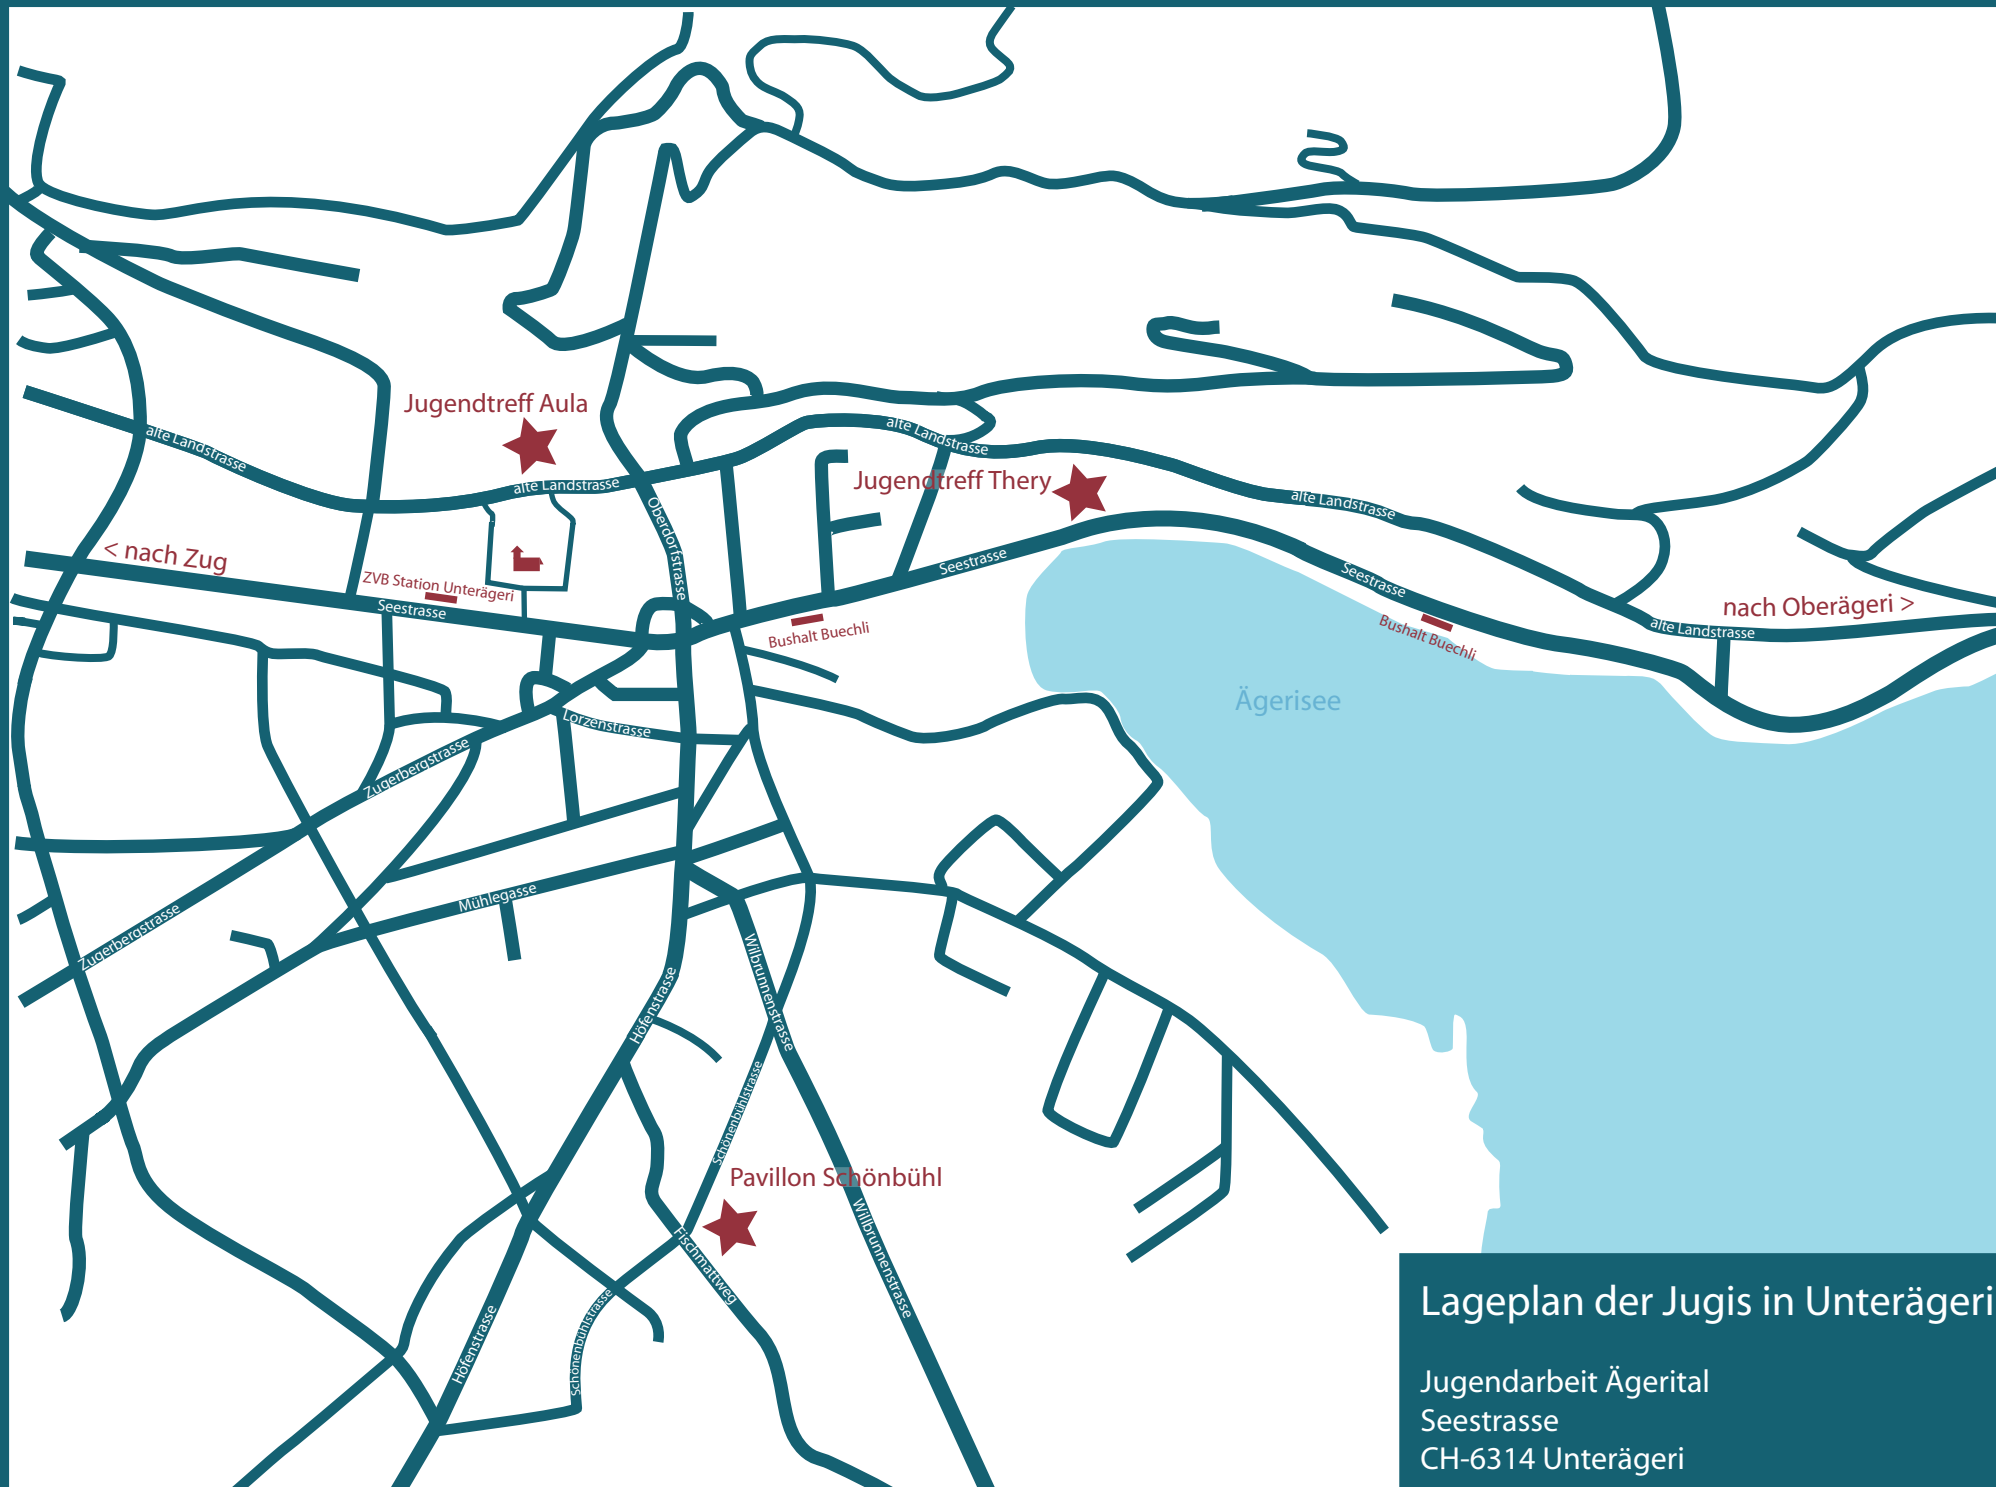 Jugendtreff Aula
alte Landstrasse
alte Landstrasse
alte Landstrasse
Jugendtreff Thery
alte Landstrasse
Oberdorfstrasse
< nach Zug
ZVB Station Unterägeri
Seestrasse
Seestrasse
Seestrasse
Bushalt Buechli
Bushalt Buechli
nach Oberägeri >
alte Landstrasse
Ägerisee
Lorzenstrasse
Zugerbergstrasse
Mühlegasse
Zugerbergstrasse
Wilbrunnenstrasse
Höfenstrasse
Schönenbühlstrasse
Pavillon Schönbühl
Fischmattweg
Willbrunnenstrasse
Höfenstrasse
Schönenbühlstrasse
Lageplan der Jugis in Unterägeri
Jugendarbeit Ägerital
Seestrasse
CH-6314 Unterägeri